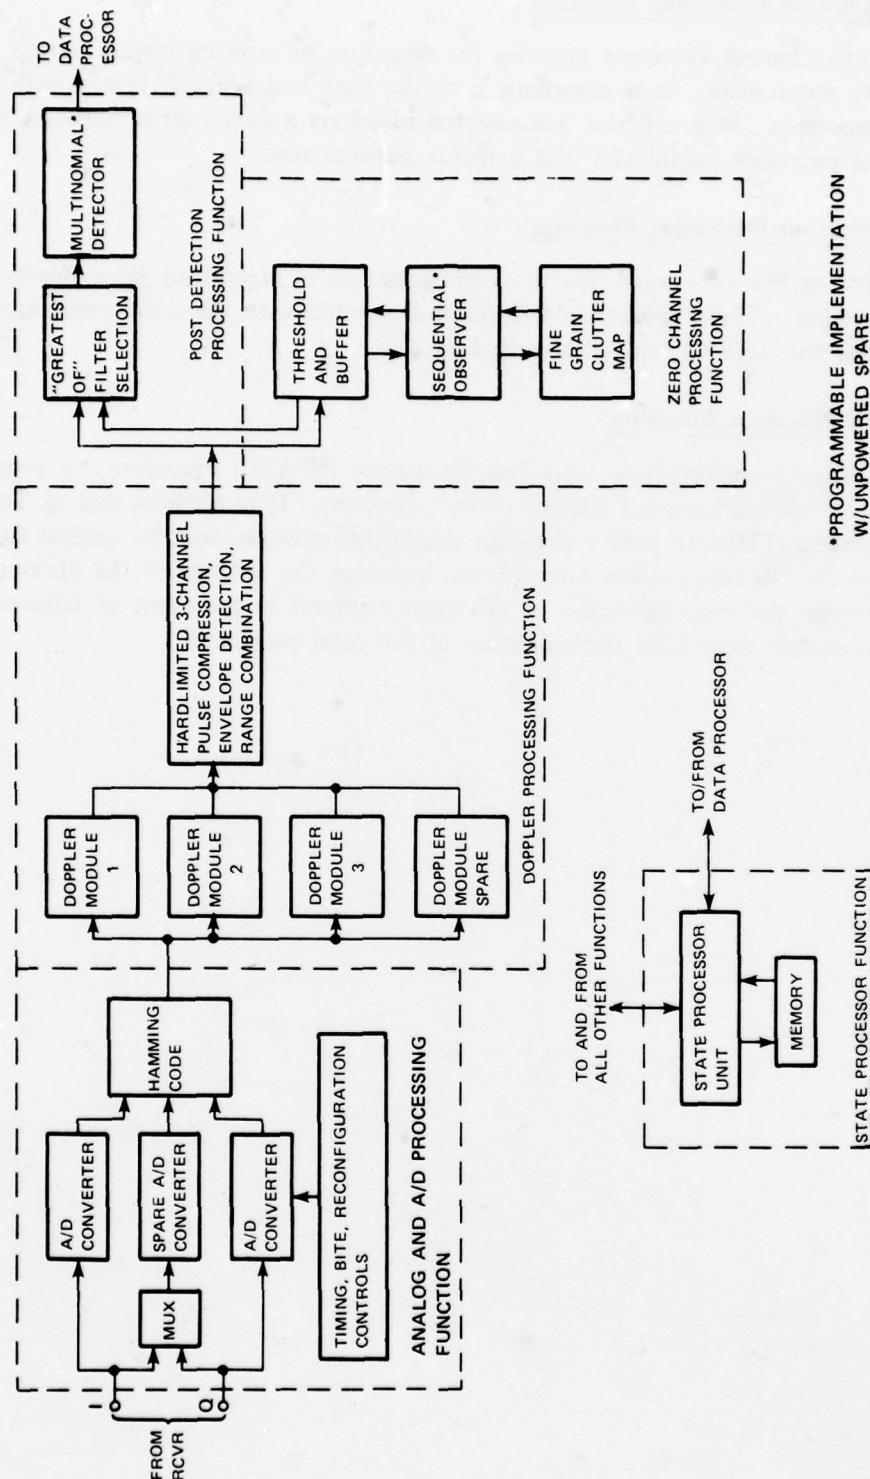 FROM
RCVR
I
Q
MUX
A/D
CONVERTER
SPARE A/D
CONVERTER
A/D
CONVERTER
HAMMING
CODE
TIMING, BITE, RECONFIGURATION
CONTROLS
ANALOG AND A/D PROCESSING
FUNCTION
DOPPLER
MODULE
1
DOPPLER
MODULE
2
DOPPLER
MODULE
3
DOPPLER
MODULE
SPARE
HARDLIMITED 3-CHANNEL
PULSE COMPRESSION,
ENVELOPE DETECTION,
RANGE COMBINATION
DOPPLER PROCESSING FUNCTION
"GREATEST
OF"
FILTER
SELECTION
MULTINOMIAL
DETECTOR
TO
DATA
PROC-
ESSOR
POST DETECTION
PROCESSING FUNCTION
THRESHOLD
AND
BUFFER
SEQUENTIAL
OBSERVER
FINE
GRAIN
CLUTTER
MAP
ZERO CHANNEL
PROCESSING
FUNCTION
TO AND FROM
ALL OTHER FUNCTIONS
STATE PROCESSOR
UNIT
MEMORY
TO/FROM
DATA PROCESSOR
STATE PROCESSOR FUNCTION
*PROGRAMMABLE IMPLEMENTATION
W/UNPOWERED SPARE